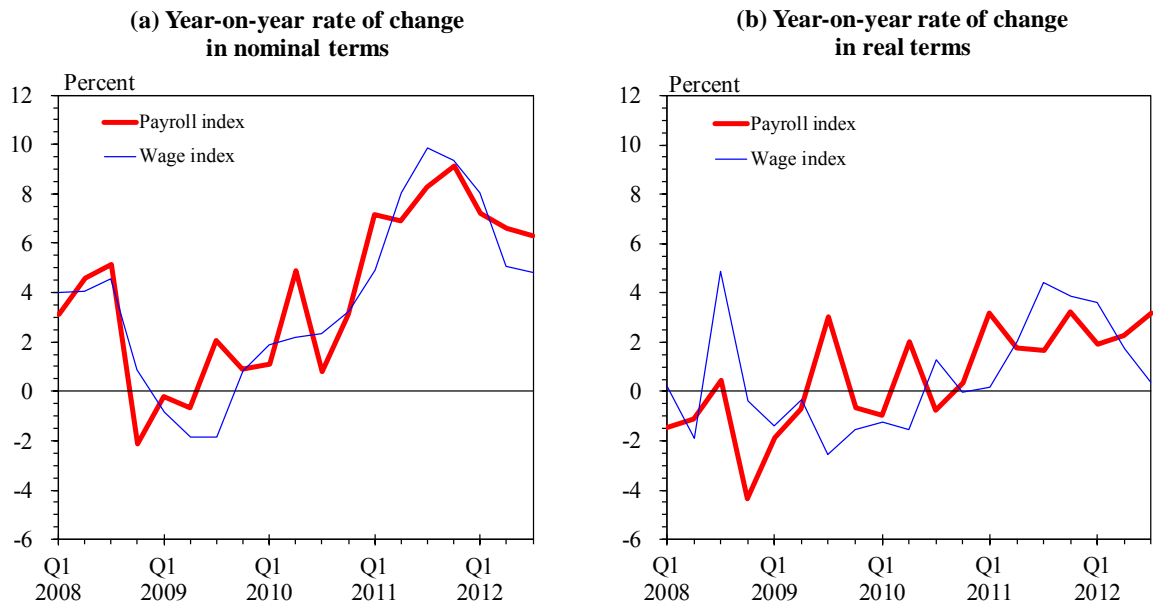 (a) Year-on-year rate of change
in nominal terms
Percent
12
10
8
6
4
2
0
-2
-4
-6
Payroll index
Wage index
Q1 Q1 Q1 Q1 Q1
2008 2009 2010 2011 2012
(b) Year-on-year rate of change
in real terms
Percent
12
10
8
6
4
2
0
-2
-4
-6
Payroll index
Wage index
Q1 Q1 Q1 Q1 Q1
2008 2009 2010 2011 2012